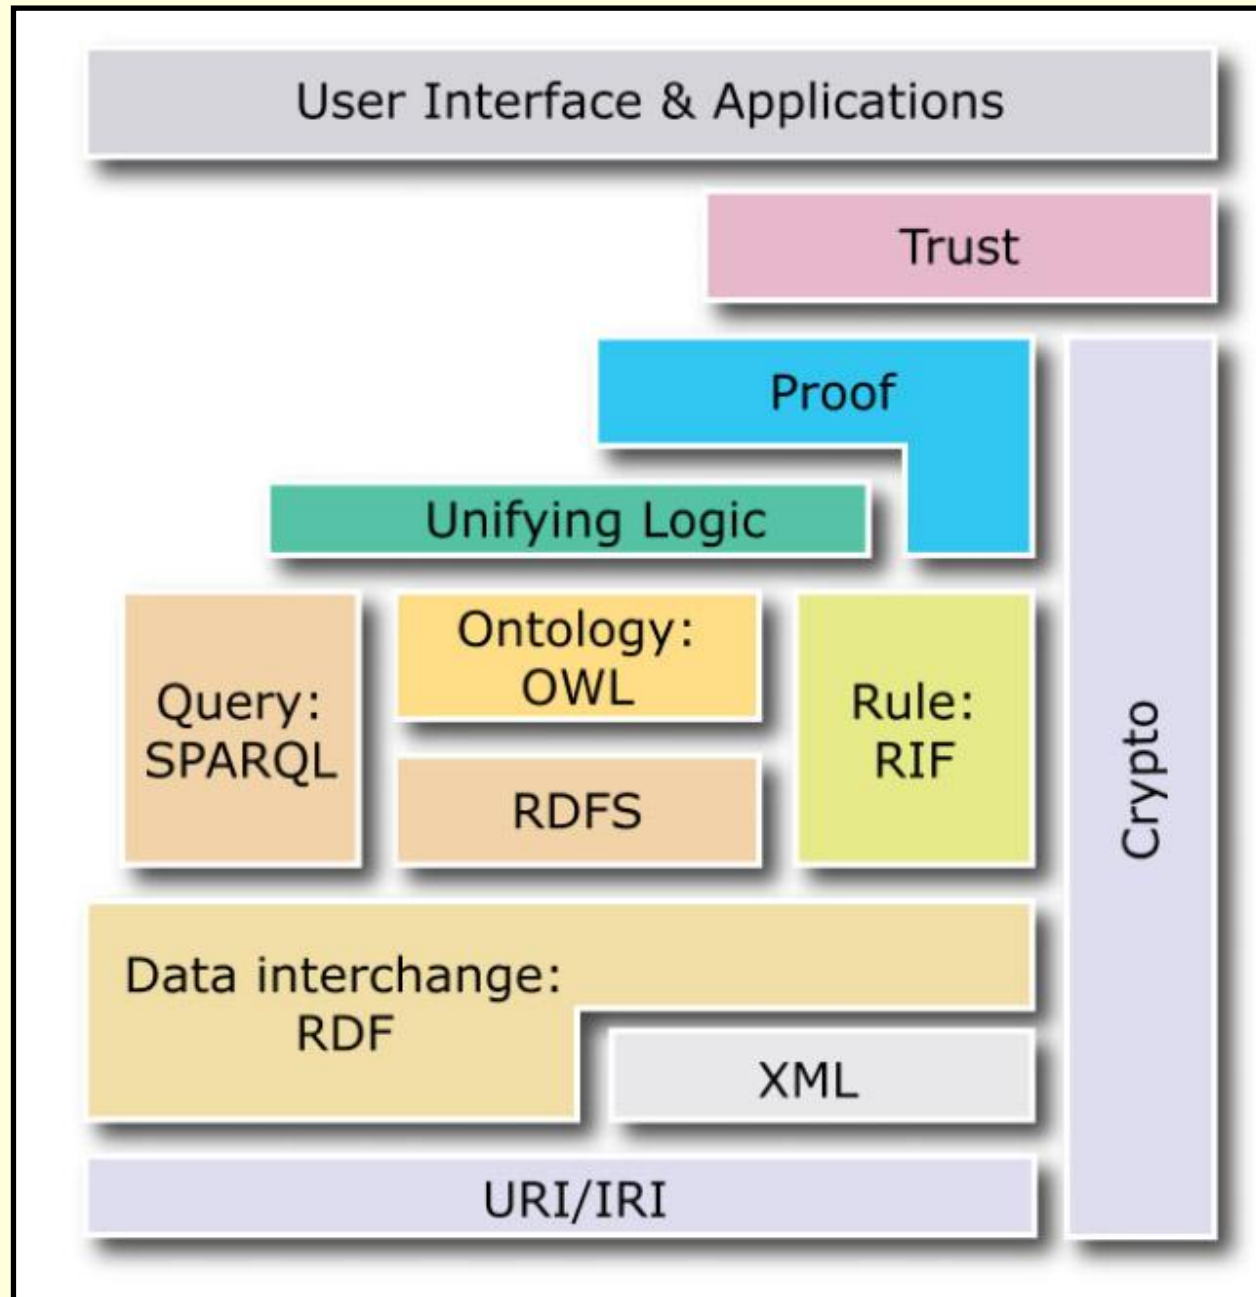 User Interface & Applications
Trust
Proof
Unifying Logic
Query:
SPARQL
Ontology:
OWL
RDFS
Rule:
RIF
Crypto
Data interchange:
RDF
XML
URI/IRI